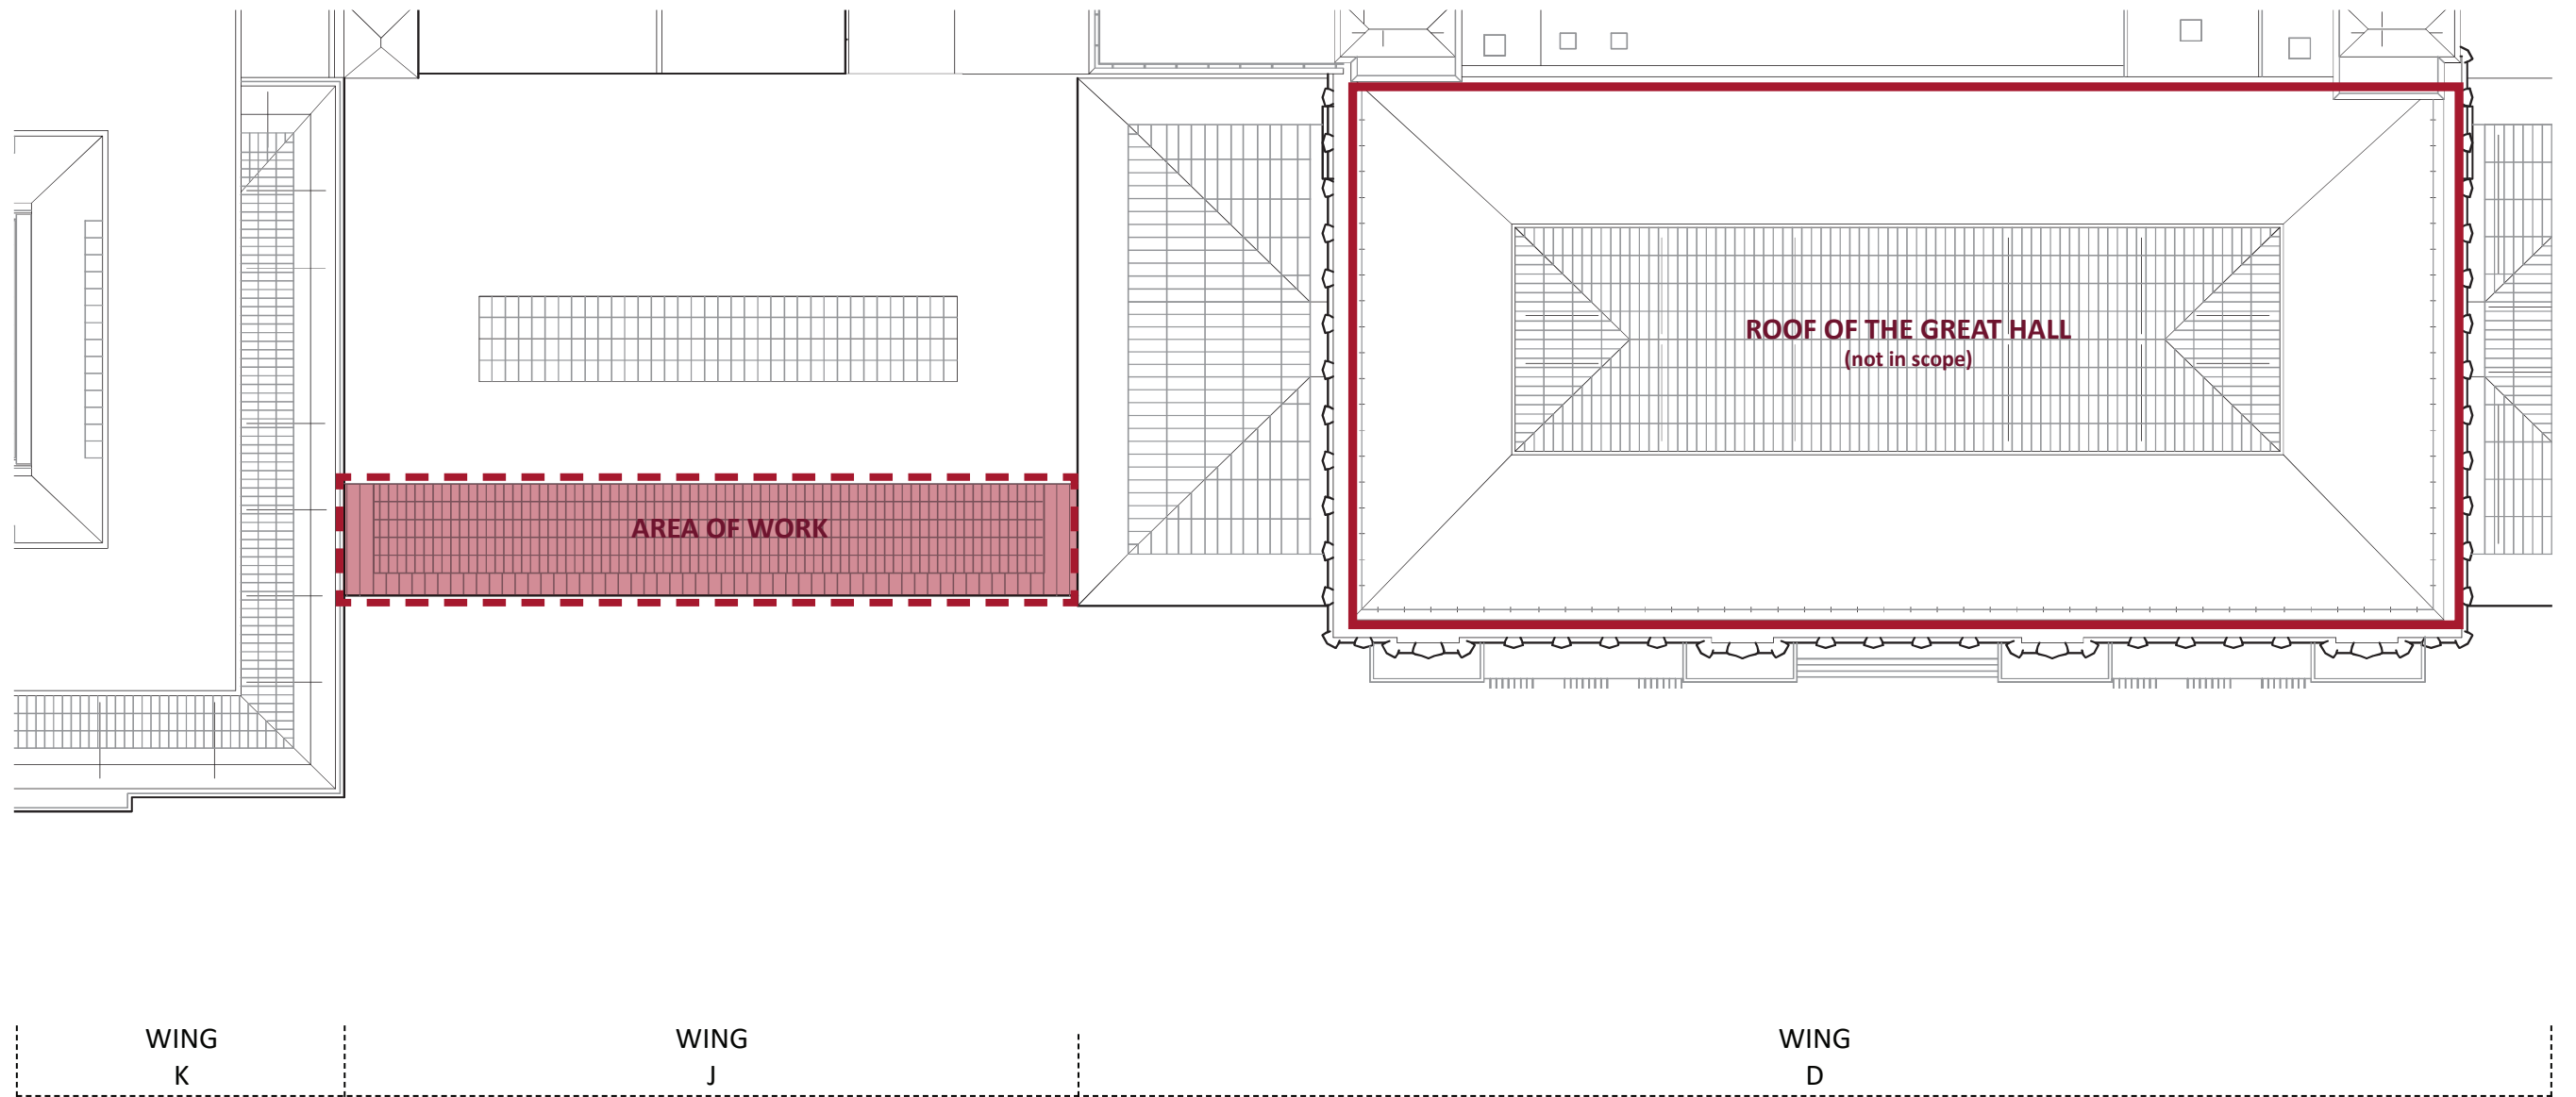 ROOF OF THE GREAT HALL
(not in scope)
AREA OF WORK
WING
K
WING
J
WING
D